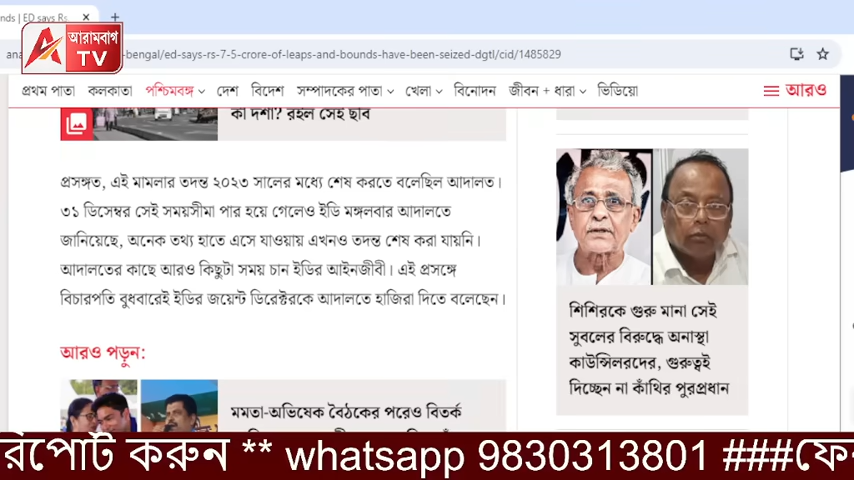 nds | ED says Rs.
আরামবাগ
TV
ana
-bengal/ed-says-rs-7-5-crore-of-leaps-and-bounds-have-been-seized-dgtl/cid/1485829
প্রথম পাতা কলকাতা পশ্চিমবঙ্গ দেশ বিদেশ সম্পাদকের পাতা খেলা বিনোদন জীবন + ধারা ভিডিয়ো আরও
কী দশা? রইল সেই ছবি
প্রসঙ্গত, এই মামলার তদন্ত ২০২৩ সালের মধ্যে শেষ করতে বলেছিল আদালত।
৩১ ডিসেম্বর সেই সময়সীমা পার হয়ে গেলেও ইডি মঙ্গলবার আদালতে
জানিয়েছে, অনেক তথ্য হাতে এসে যাওয়ায় এখনও তদন্ত শেষ করা যায়নি।
আদালতের কাছে আরও কিছুটা সময় চান ইডির আইনজীবী। এই প্রসঙ্গে
বিচারপতি বুধবারেই ইডির জয়েন্ট ডিরেক্টরকে আদালতে হাজিরা দিতে বলেছেন।
আরও পড়ুন:
মমতা-অভিষেক বৈঠকের পরেও বিতর্ক
শিশিরকে গুরু মানা সেই
সুবলের বিরুদ্ধে অনাস্থা
কাউন্সিলরদের, গুরুত্বই
দিচ্ছেন না কাঁথির পুরপ্রধান
রিপোর্ট করুন ** whatsapp 9830313801 ###ফে